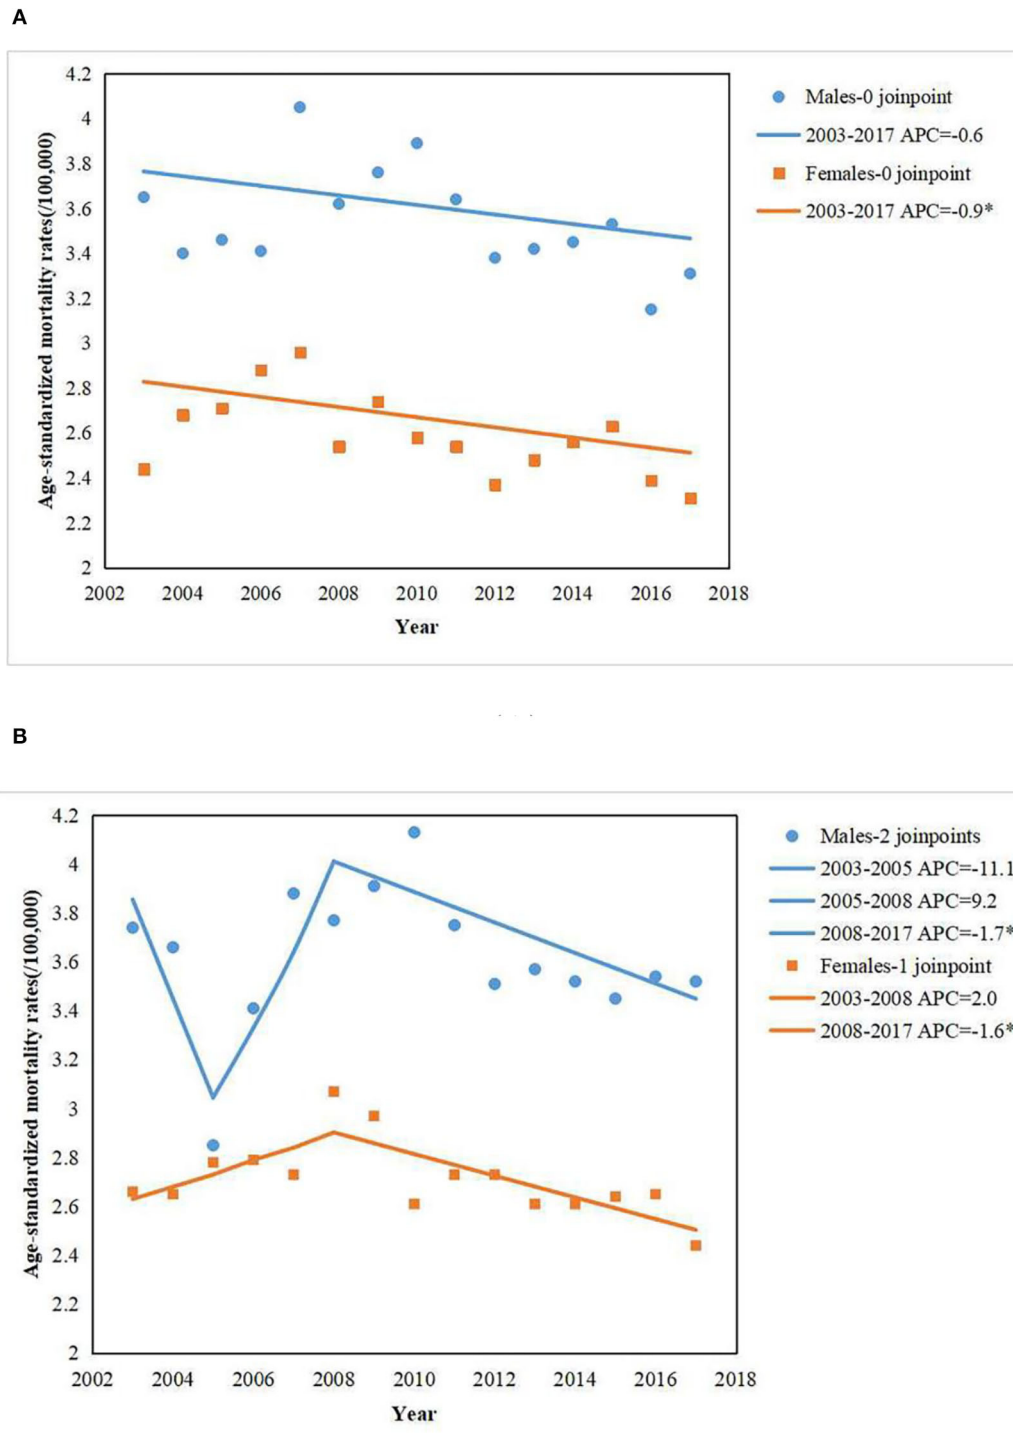 A
Age-standardized mortality rates(/100,000)
4.2
4
3.8
3.6
3.4
3.2
3
2.8
2.6
2.4
2.2
2
2002 2004 2006 2008 2010 2012 2014 2016 2018
Year
Males-0 joinpoint
2003-2017 APC=-0.6
Females-0 joinpoint
2003-2017 APC=-0.9*
B
Age-standardized mortality rates(/100,000)
4.2
4
3.8
3.6
3.4
3.2
3
2.8
2.6
2.4
2.2
2
2002 2004 2006 2008 2010 2012 2014 2016 2018
Year
Males-2 joinpoints
2003-2005 APC=-11.1
2005-2008 APC=9.2
2008-2017 APC=-1.7*
Females-1 joinpoint
2003-2008 APC=2.0
2008-2017 APC=-1.6*